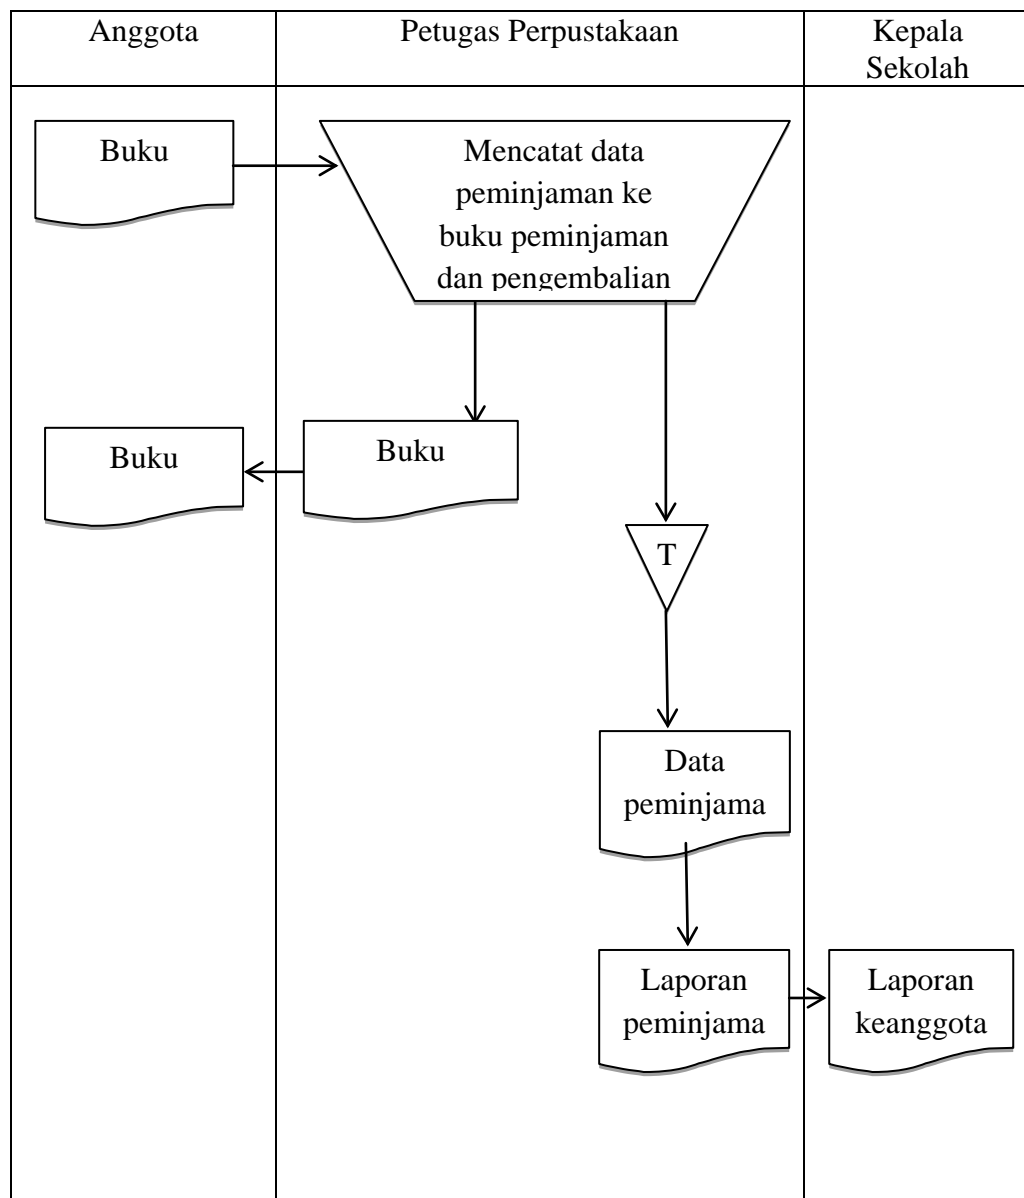 Anggota
Petugas Perpustakaan
Kepala
Sekolah
Buku
Mencatat data
peminjaman ke
buku peminjaman
dan pengembalian
Buku
Buku
T
Data
peminjama
Laporan
peminjama
Laporan
keanggota